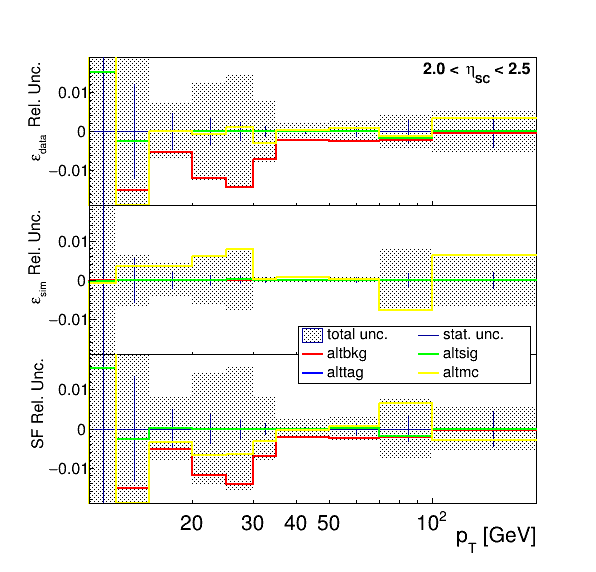 2.0 < η_SC < 2.5
ε_data Rel. Unc.
0.01
0
−0.01
ε_sim Rel. Unc.
0.01
0
−0.01
total unc. stat. unc.
altbkg altsig
alttag altmc
SF Rel. Unc.
0.01
0
−0.01
20 30 40 50 10²
p_T [GeV]